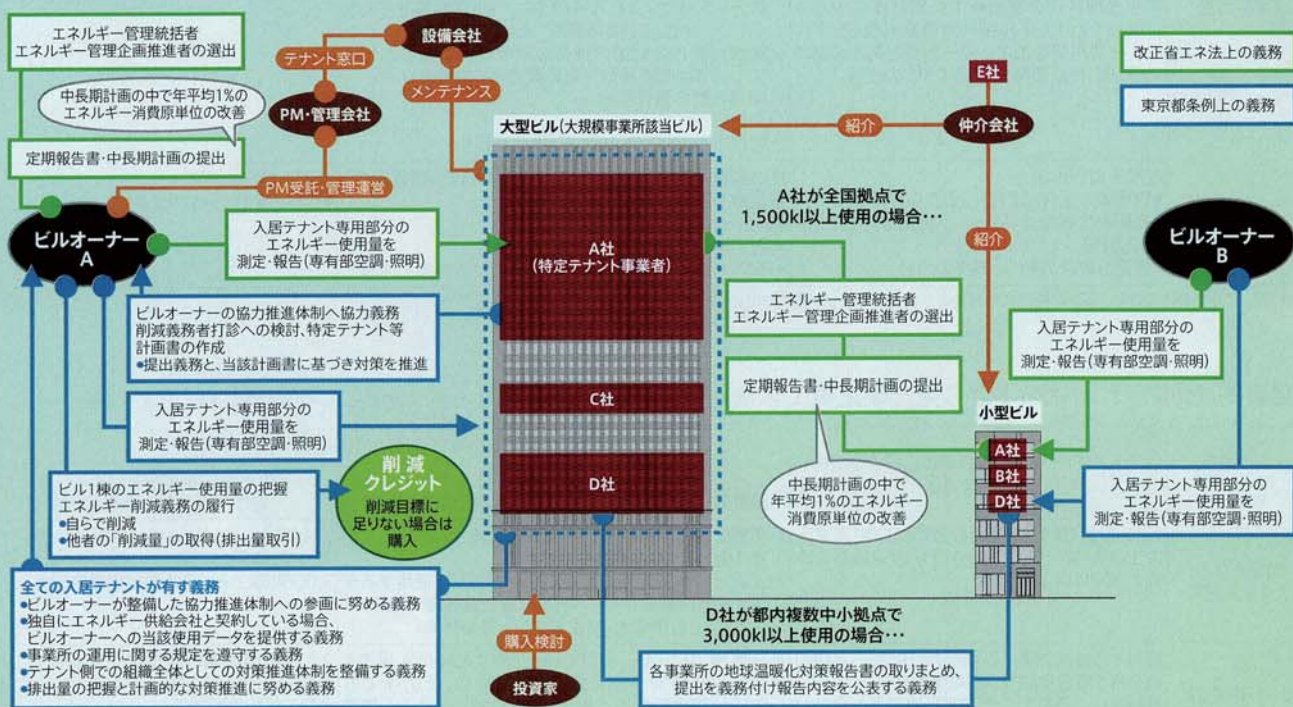 エネルギー管理統括者
エネルギー管理企画推進者の選出
中長期計画の中で年平均1%の
エネルギー消費原単位の改善
定期報告書・中長期計画の提出
テナント窓口
設備会社
メンテナンス
PM・管理会社
PM受託・管理運営
ビルオーナー
A
入居テナント専用部分の
エネルギー使用量を
測定・報告(専有部空調・照明)
ビルオーナーの協力推進体制へ協力義務
削減義務者打診への検討、特定テナント等
計画書の作成
●提出義務と、当該計画書に基づき対策を推進
入居テナント専用部分の
エネルギー使用量を
測定・報告(専有部空調・照明)
ビル1棟のエネルギー使用量の把握
エネルギー削減義務の履行
●自らで削減
●他者の「削減量」の取得(排出量取引)
削減
クレジット
削減目標に
足りない場合は
購入
全ての入居テナントが有す義務
●ビルオーナーが整備した協力推進体制への参画に努める義務
●独自にエネルギー供給会社と契約している場合、
ビルオーナーへの当該使用データを提供する義務
●事業所の運用に関する規定を遵守する義務
●テナント側での組織全体としての対策推進体制を整備する義務
●排出量の把握と計画的な対策推進に努める義務
大型ビル(大規模事業所該当ビル)
A社
(特定テナント事業者)
C社
D社
購入検討
投資家
E社
仲介会社
紹介
紹介
A社が全国拠点で
1,500kl以上使用の場合…
エネルギー管理統括者
エネルギー管理企画推進者の選出
定期報告書・中長期計画の提出
中長期計画の中で
年平均1%のエネルギー
消費原単位の改善
D社が都内複数中小拠点で
3,000kl以上使用の場合…
各事業所の地球温暖化対策報告書の取りまとめ、
提出を義務付け報告内容を公表する義務
改正省エネ法上の義務
東京都条例上の義務
ビルオーナー
B
入居テナント専用部分の
エネルギー使用量を
測定・報告(専有部空調・照明)
小型ビル
A社
B社
D社
入居テナント専用部分の
エネルギー使用量を
測定・報告(専有部空調・照明)